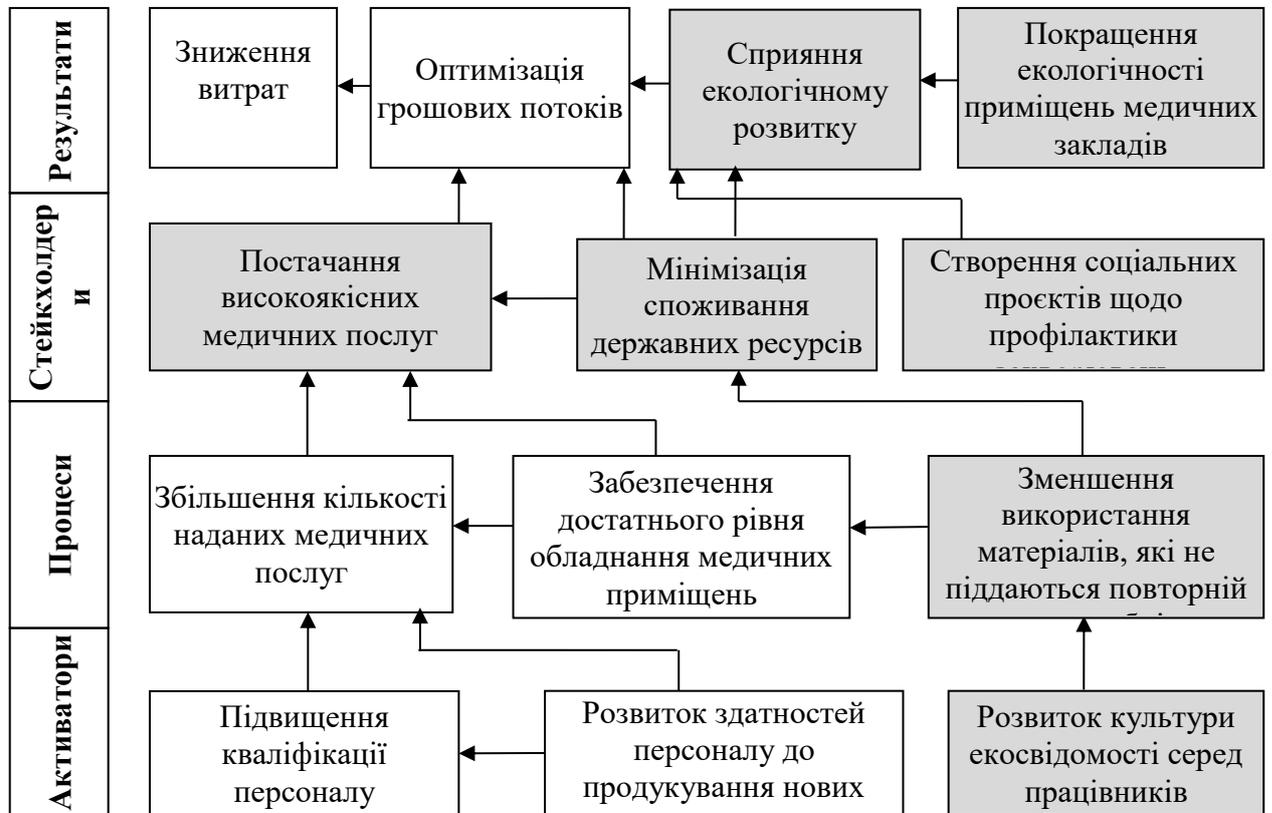 Результати
Зниження
витрат
Оптимізація
грошових потоків
Сприяння
екологічному
розвитку
Покращення
екологічності
приміщень медичних
закладів
Стейкхолдер
и
Постачання
високоякісних
медичних послуг
Мінімізація
споживання
державних ресурсів
Створення соціальних
проєктів щодо
профілактики
Процеси
Збільшення кількості
наданих медичних
послуг
Забезпечення
достатнього рівня
обладнання медичних
приміщень
Зменшення
використання
матеріалів, які не
піддаються повторній
Активатори
Підвищення
кваліфікації
персоналу
Розвиток здатностей
персоналу до
продукування нових
Розвиток культури
екосвідомості серед
працівників